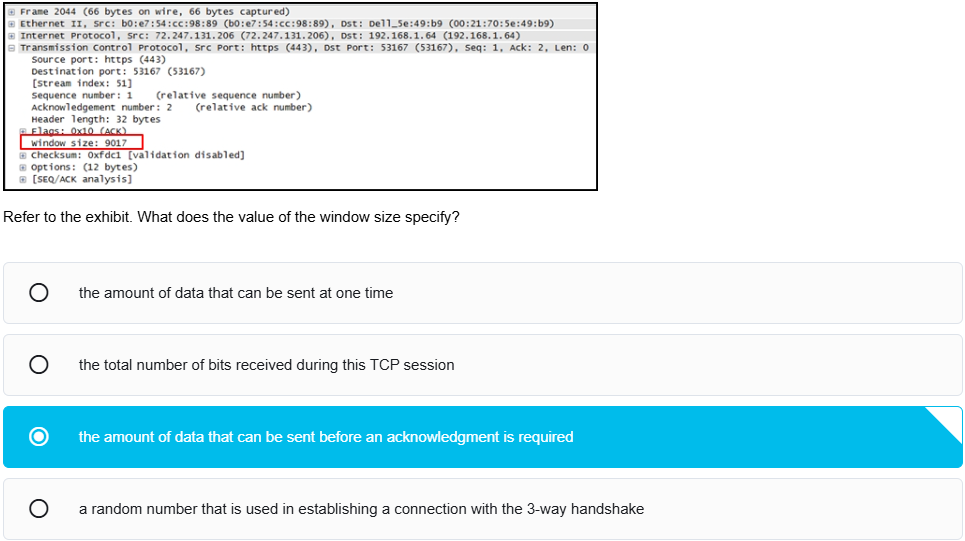 Frame 2044 (66 bytes on wire, 66 bytes captured)
Ethernet II, Src: b0:e7:54:cc:98:89 (b0:e7:54:cc:98:89), Dst: Dell_5e:49:b9 (00:21:70:5e:49:b9)
Internet Protocol, Src: 72.247.131.206 (72.247.131.206), Dst: 192.168.1.64 (192.168.1.64)
Transmission Control Protocol, Src Port: https (443), Dst Port: 53167 (53167), Seq: 1, Ack: 2, Len: 0
Source port: https (443)
Destination port: 53167 (53167)
[Stream index: 51]
Sequence number: 1 (relative sequence number)
Acknowledgement number: 2 (relative ack number)
Header length: 32 bytes
Flags: 0x10 (ACK)
Window size: 9017
Checksum: 0xfdc1 [validation disabled]
Options: (12 bytes)
[SEQ/ACK analysis]
Refer to the exhibit. What does the value of the window size specify?
the amount of data that can be sent at one time
the total number of bits received during this TCP session
the amount of data that can be sent before an acknowledgment is required
a random number that is used in establishing a connection with the 3-way handshake